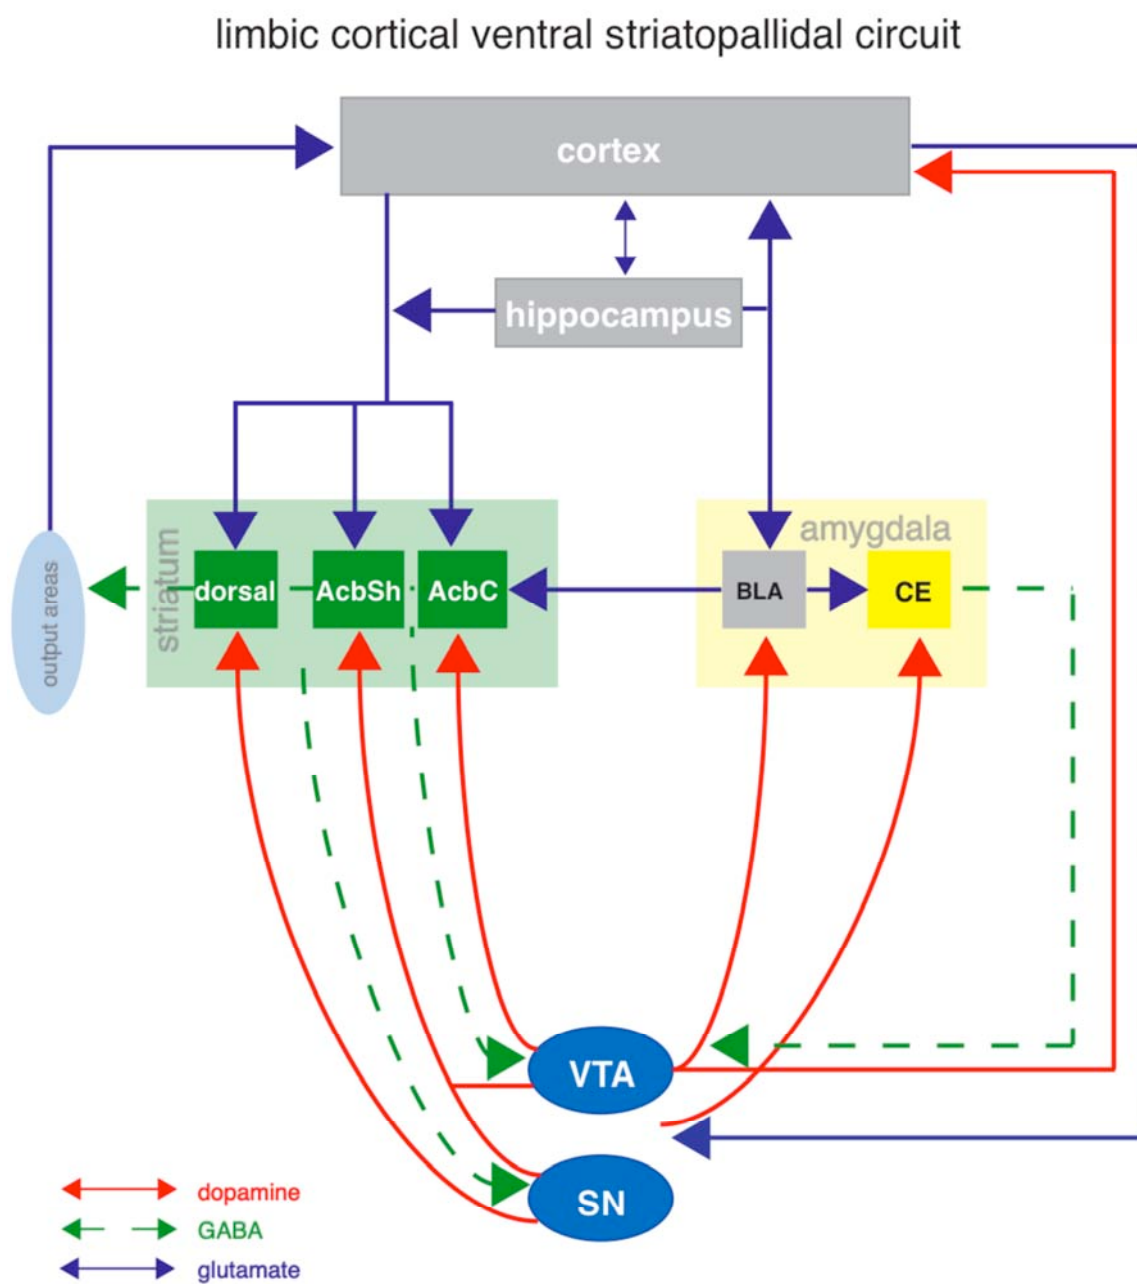 limbic cortical ventral striatopallidal circuit
cortex
hippocampus
striatum
amygdala
output areas
dorsal
AcbSh
AcbC
BLA
CE
VTA
SN
dopamine
GABA
glutamate